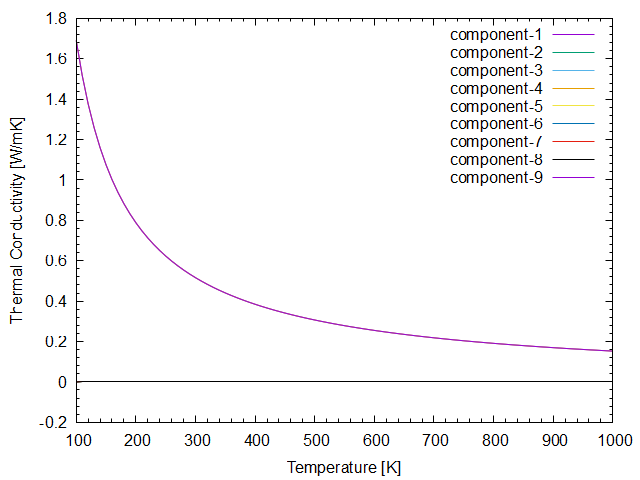 1.8
1.6
1.4
1.2
1
0.8
0.6
0.4
0.2
0
-0.2
Thermal Conductivity [W/mK]
component-1
component-2
component-3
component-4
component-5
component-6
component-7
component-8
component-9
100 200 300 400 500 600 700 800 900 1000
Temperature [K]